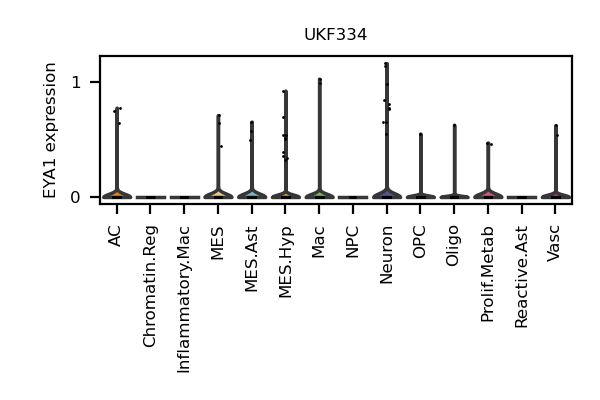 UKF334
EYA1 expression
1
0
AC
Chromatin.Reg
Inflammatory.Mac
MES
MES.Ast
MES.Hyp
Mac
NPC
Neuron
OPC
Oligo
Prolif.Metab
Reactive.Ast
Vasc